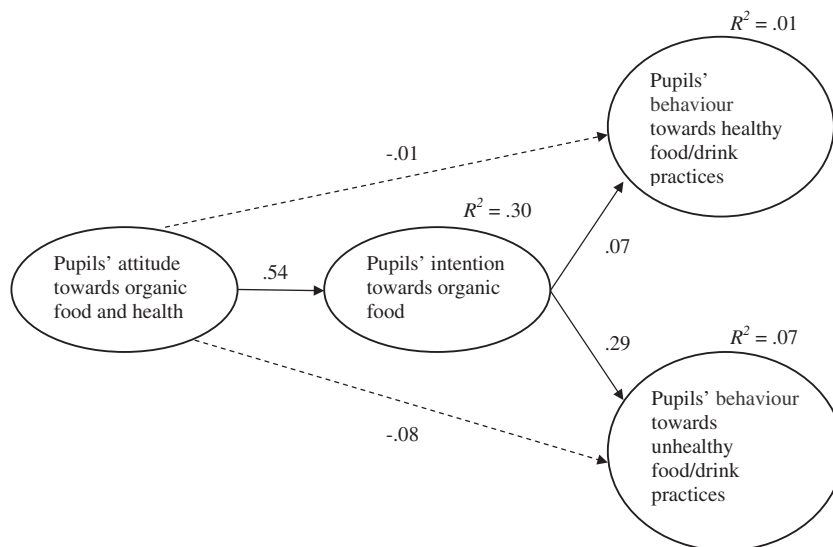 R² = .01
Pupils'
behaviour
towards healthy
food/drink
practices
-.01
R² = .30
Pupils' attitude
towards organic
food and health
.54
Pupils' intention
towards organic
food
.07
.29
R² = .07
Pupils' behaviour
towards
unhealthy
food/drink
practices
-.08